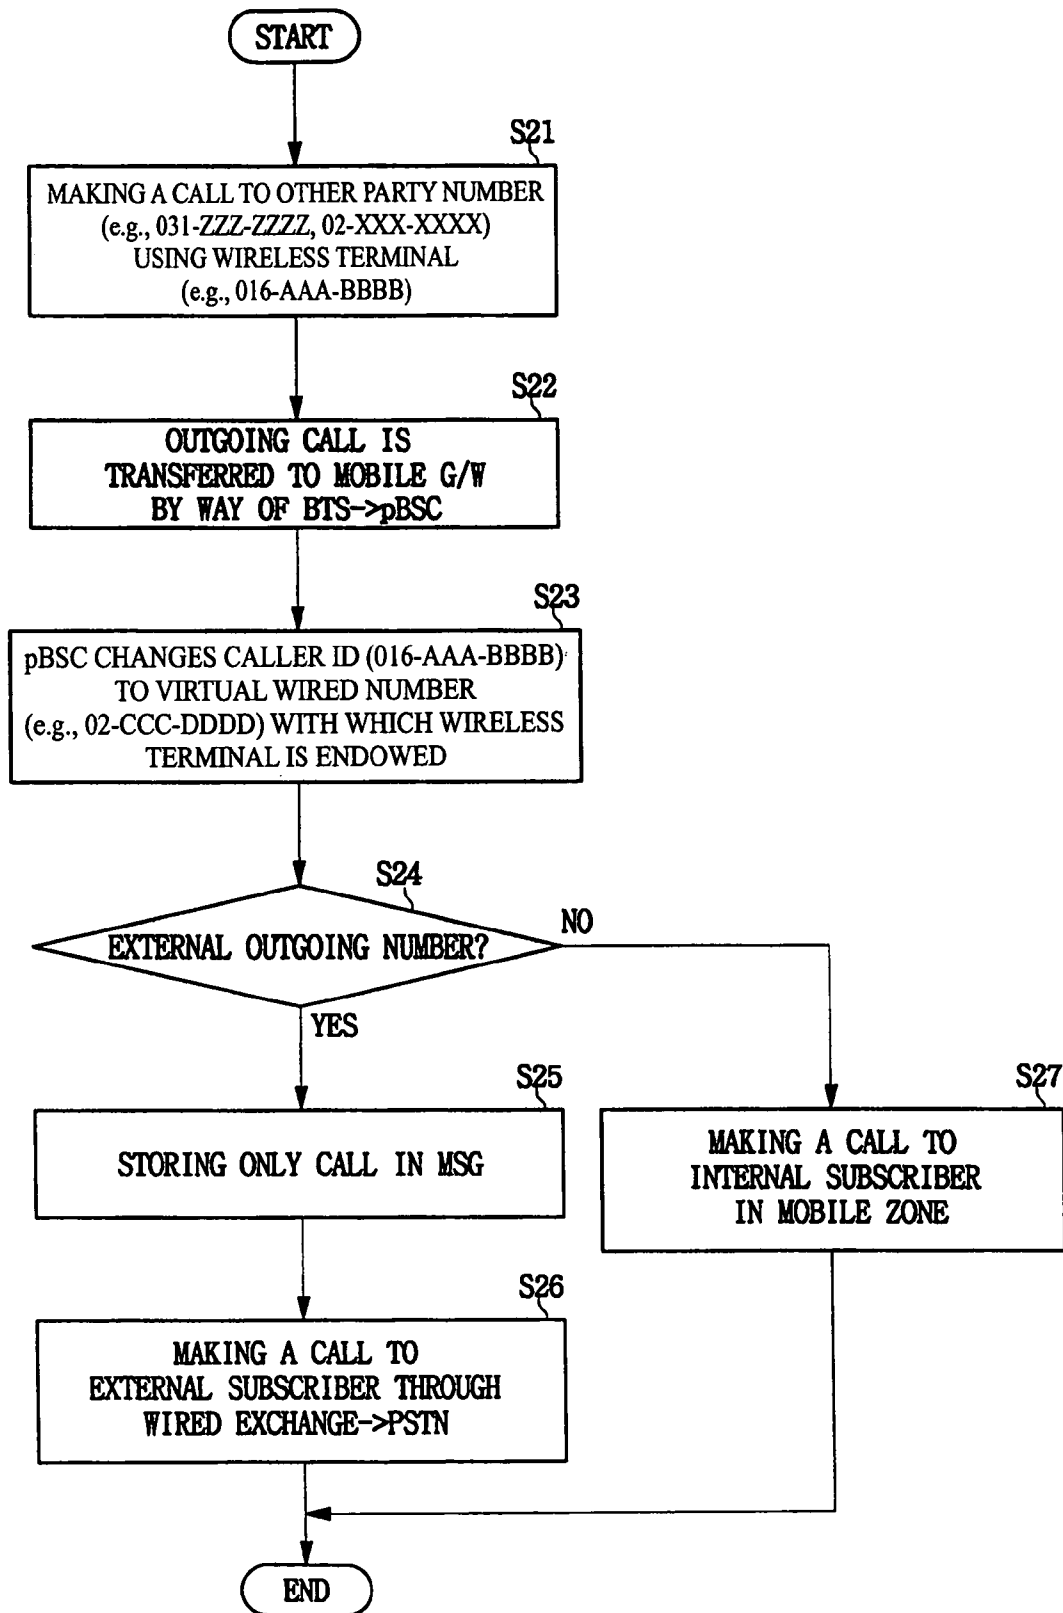 START
S21
MAKING A CALL TO OTHER PARTY NUMBER
(e.g., 031-ZZZ-ZZZZ, 02-XXX-XXXX)
USING WIRELESS TERMINAL
(e.g., 016-AAA-BBBB)
S22
OUTGOING CALL IS
TRANSFERRED TO MOBILE G/W
BY WAY OF BTS->pBSC
S23
pBSC CHANGES CALLER ID (016-AAA-BBBB)
TO VIRTUAL WIRED NUMBER
(e.g., 02-CCC-DDDD) WITH WHICH WIRELESS
TERMINAL IS ENDOWED
S24
EXTERNAL OUTGOING NUMBER?
NO
YES
S25
STORING ONLY CALL IN MSG
S27
MAKING A CALL TO
INTERNAL SUBSCRIBER
IN MOBILE ZONE
S26
MAKING A CALL TO
EXTERNAL SUBSCRIBER THROUGH
WIRED EXCHANGE->PSTN
END